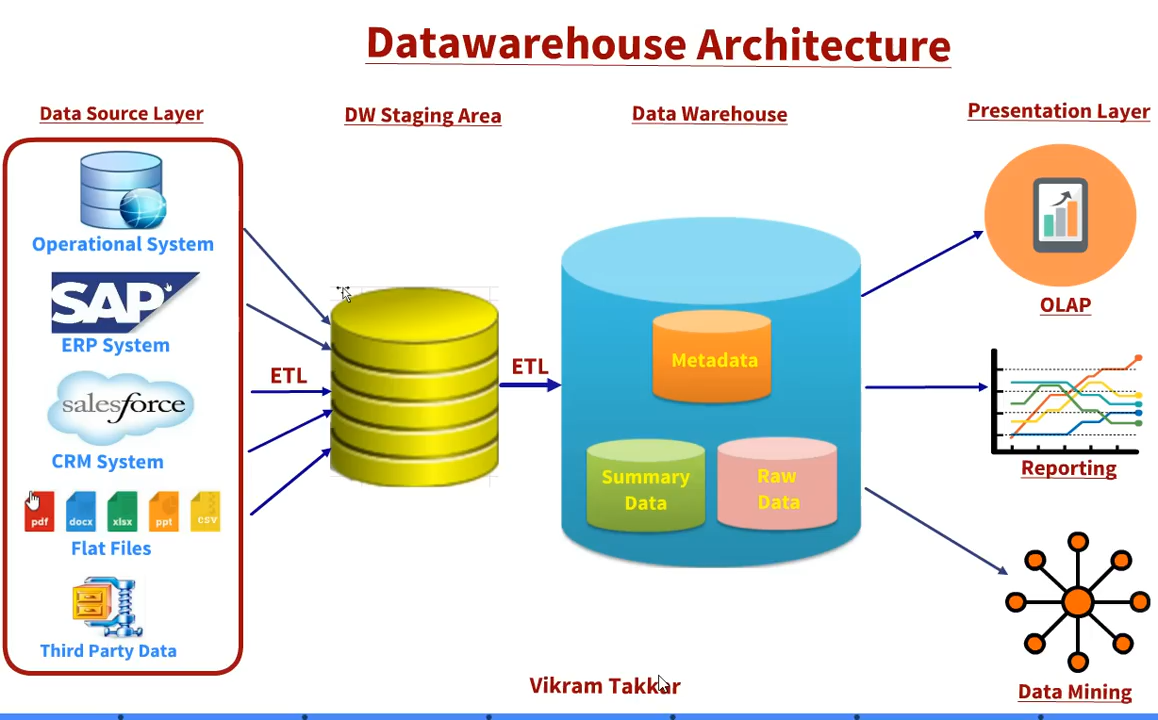 Datawarehouse Architecture
Data Source Layer
DW Staging Area
Data Warehouse
Presentation Layer
Operational System
SAP
ERP System
salesforce
CRM System
pdf
docx
xlsx
ppt
csv
Flat Files
Third Party Data
ETL
ETL
Metadata
Summary
Data
Raw
Data
OLAP
Reporting
Data Mining
Vikram Takkar